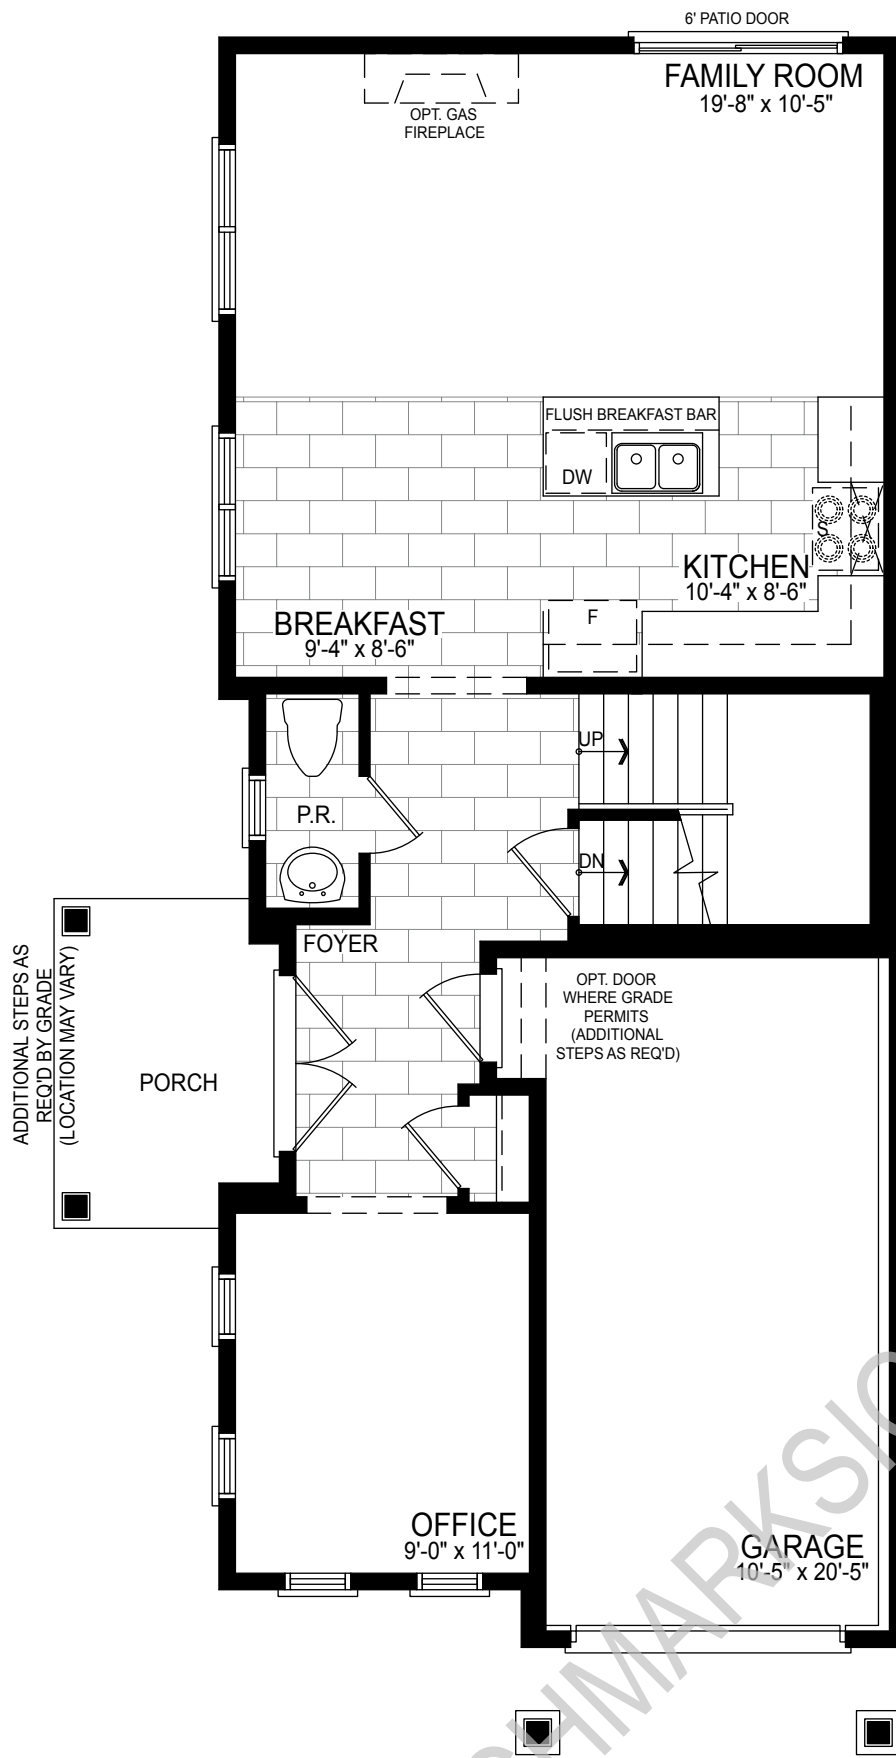 6' PATIO DOOR
FAMILY ROOM
19'-8" x 10'-5"
OPT. GAS
FIREPLACE
FLUSH BREAKFAST BAR
DW
S
KITCHEN
10'-4" x 8'-6"
F
BREAKFAST
9'-4" x 8'-6"
UP
P.R.
DN
FOYER
OPT. DOOR
WHERE GRADE
PERMITS
(ADDITIONAL
STEPS AS REQ'D)
ADDITIONAL STEPS AS
REQ'D BY GRADE
(LOCATION MAY VARY)
PORCH
OFFICE
9'-0" x 11'-0"
GARAGE
10'-5" x 20'-5"